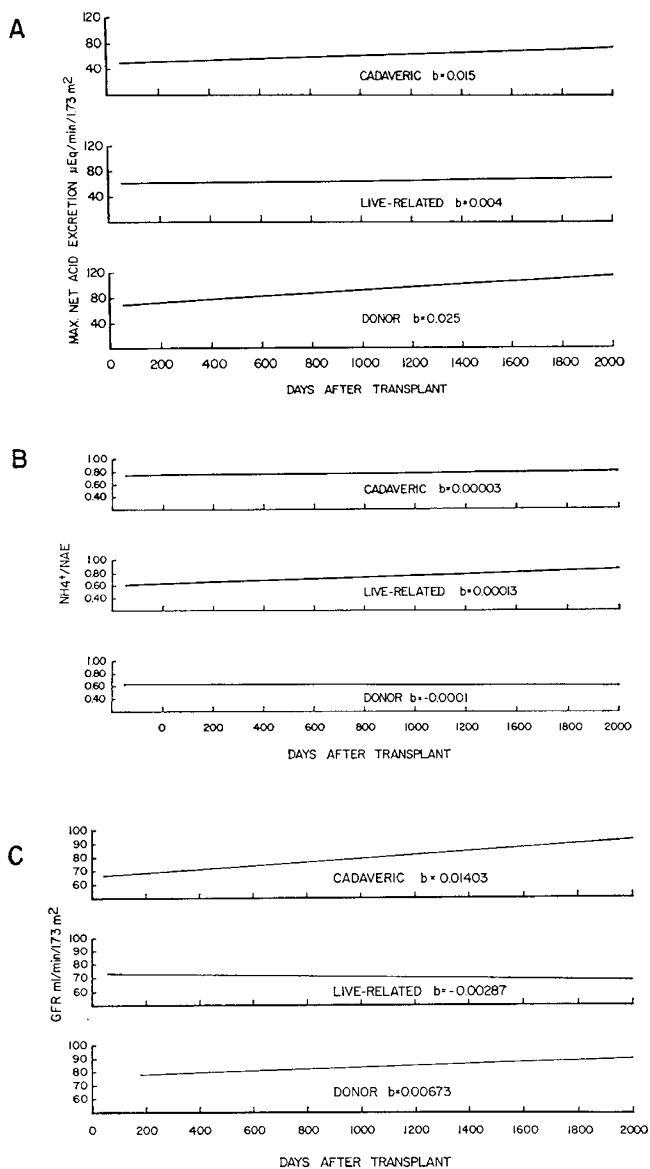 A
MAX. NET ACID EXCRETION µEq/min/1.73 m2
120
80
40
CADAVERIC b=0.015
120
80
40
LIVE-RELATED b=0.004
120
80
40
DONOR b=0.025
0 200 400 600 800 1000 1200 1400 1600 1800 2000
DAYS AFTER TRANSPLANT
B
NH4+/NAE
1.00
0.80
0.60
0.40
CADAVERIC b=0.00003
1.00
0.80
0.60
0.40
LIVE-RELATED b=0.00013
1.00
0.80
0.60
0.40
DONOR b=-0.0001
0 200 400 600 800 1000 1200 1400 1600 1800 2000
DAYS AFTER TRANSPLANT
C
GFR ml/min/1.73 m2
100
90
80
70
60
CADAVERIC b= 0.01403
100
90
80
70
60
LIVE-RELATED b=-0.00287
100
90
80
70
60
DONOR b=0.00673
0 200 400 600 800 1000 1200 1400 1600 1800 2000
DAYS AFTER TRANSPLANT